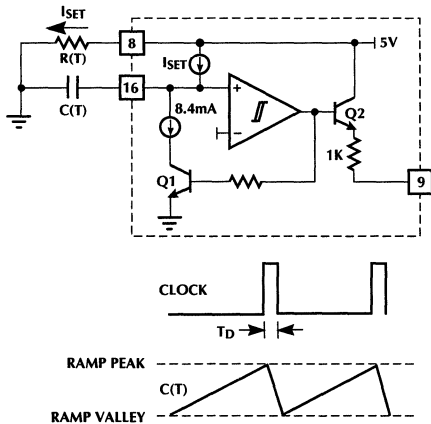 ISET
R(T)
8
5V
ISET
C(T)
16
8.4mA
+
−
Q2
1K
Q1
9
CLOCK
TD
RAMP PEAK
C(T)
RAMP VALLEY